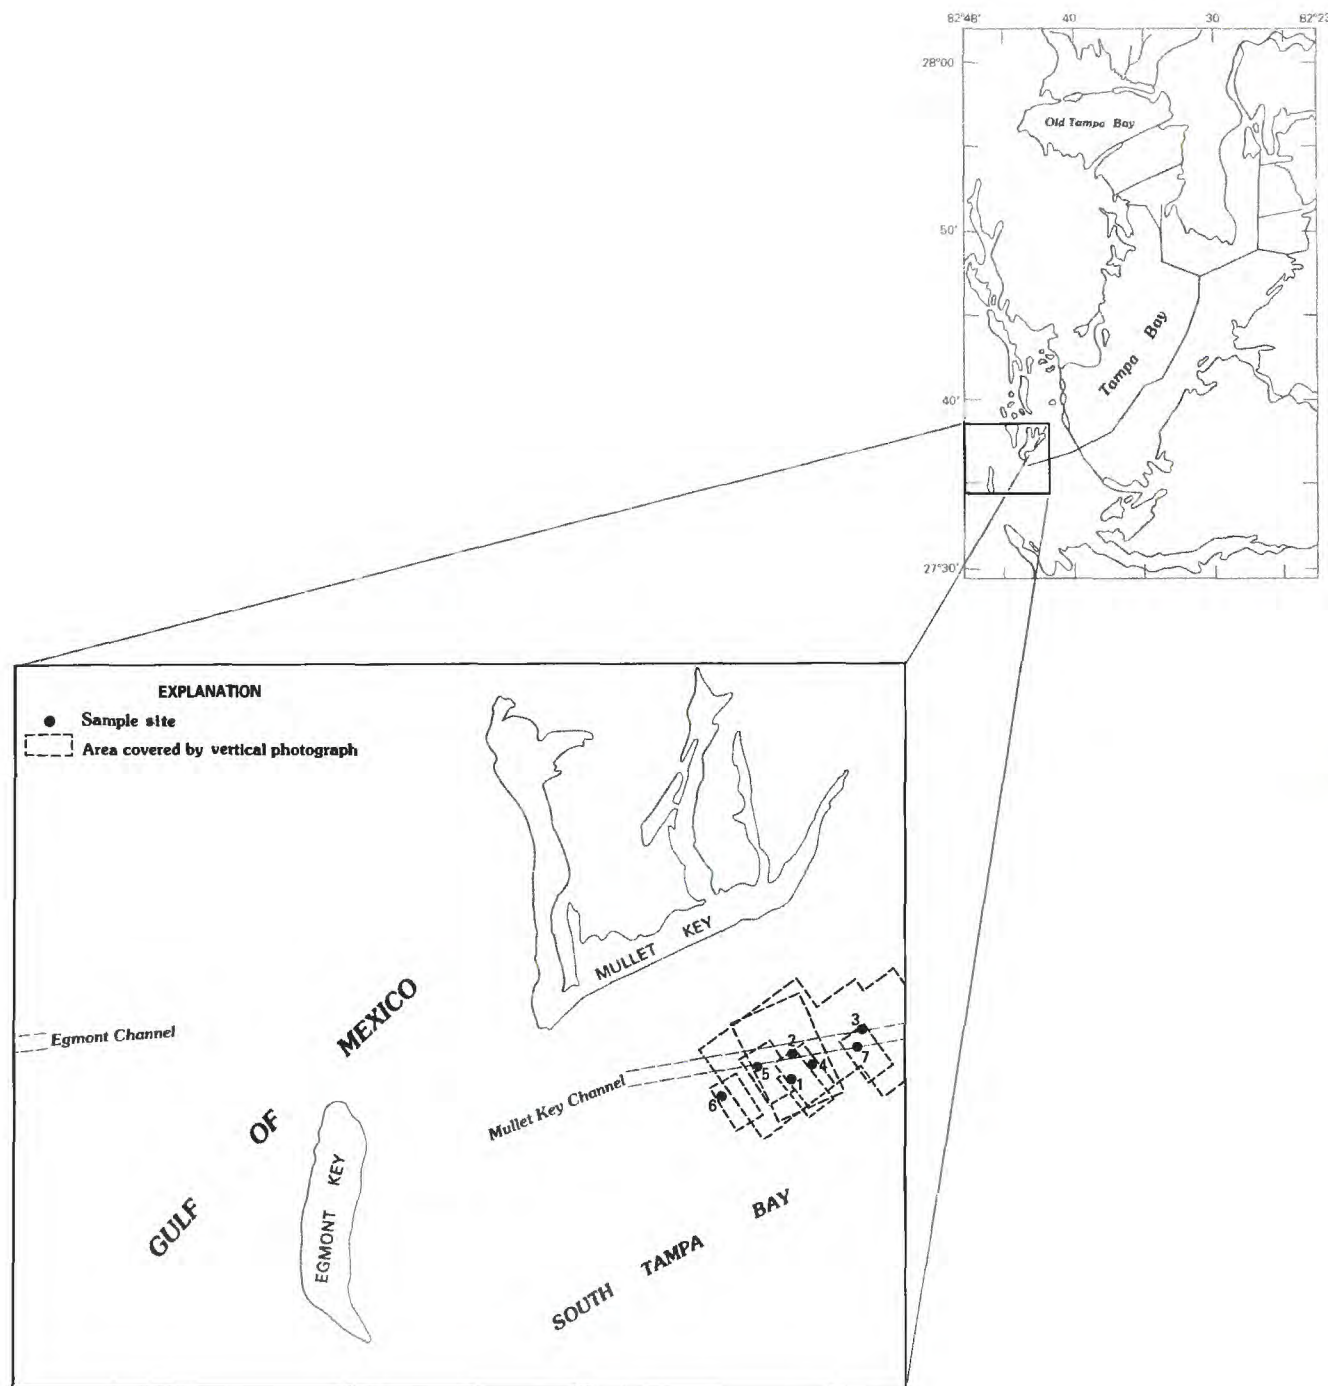 82°48'
40
30
28°00
Old Tampa Bay
50'
Tampa Bay
40'
27°30'
EXPLANATION
Sample site
Area covered by vertical photograph
MULLET KEY
Egmont Channel
GULF OF MEXICO
Mullet Key Channel
3
2
7
5
4
1
6
EGMONT KEY
SOUTH TAMPA BAY